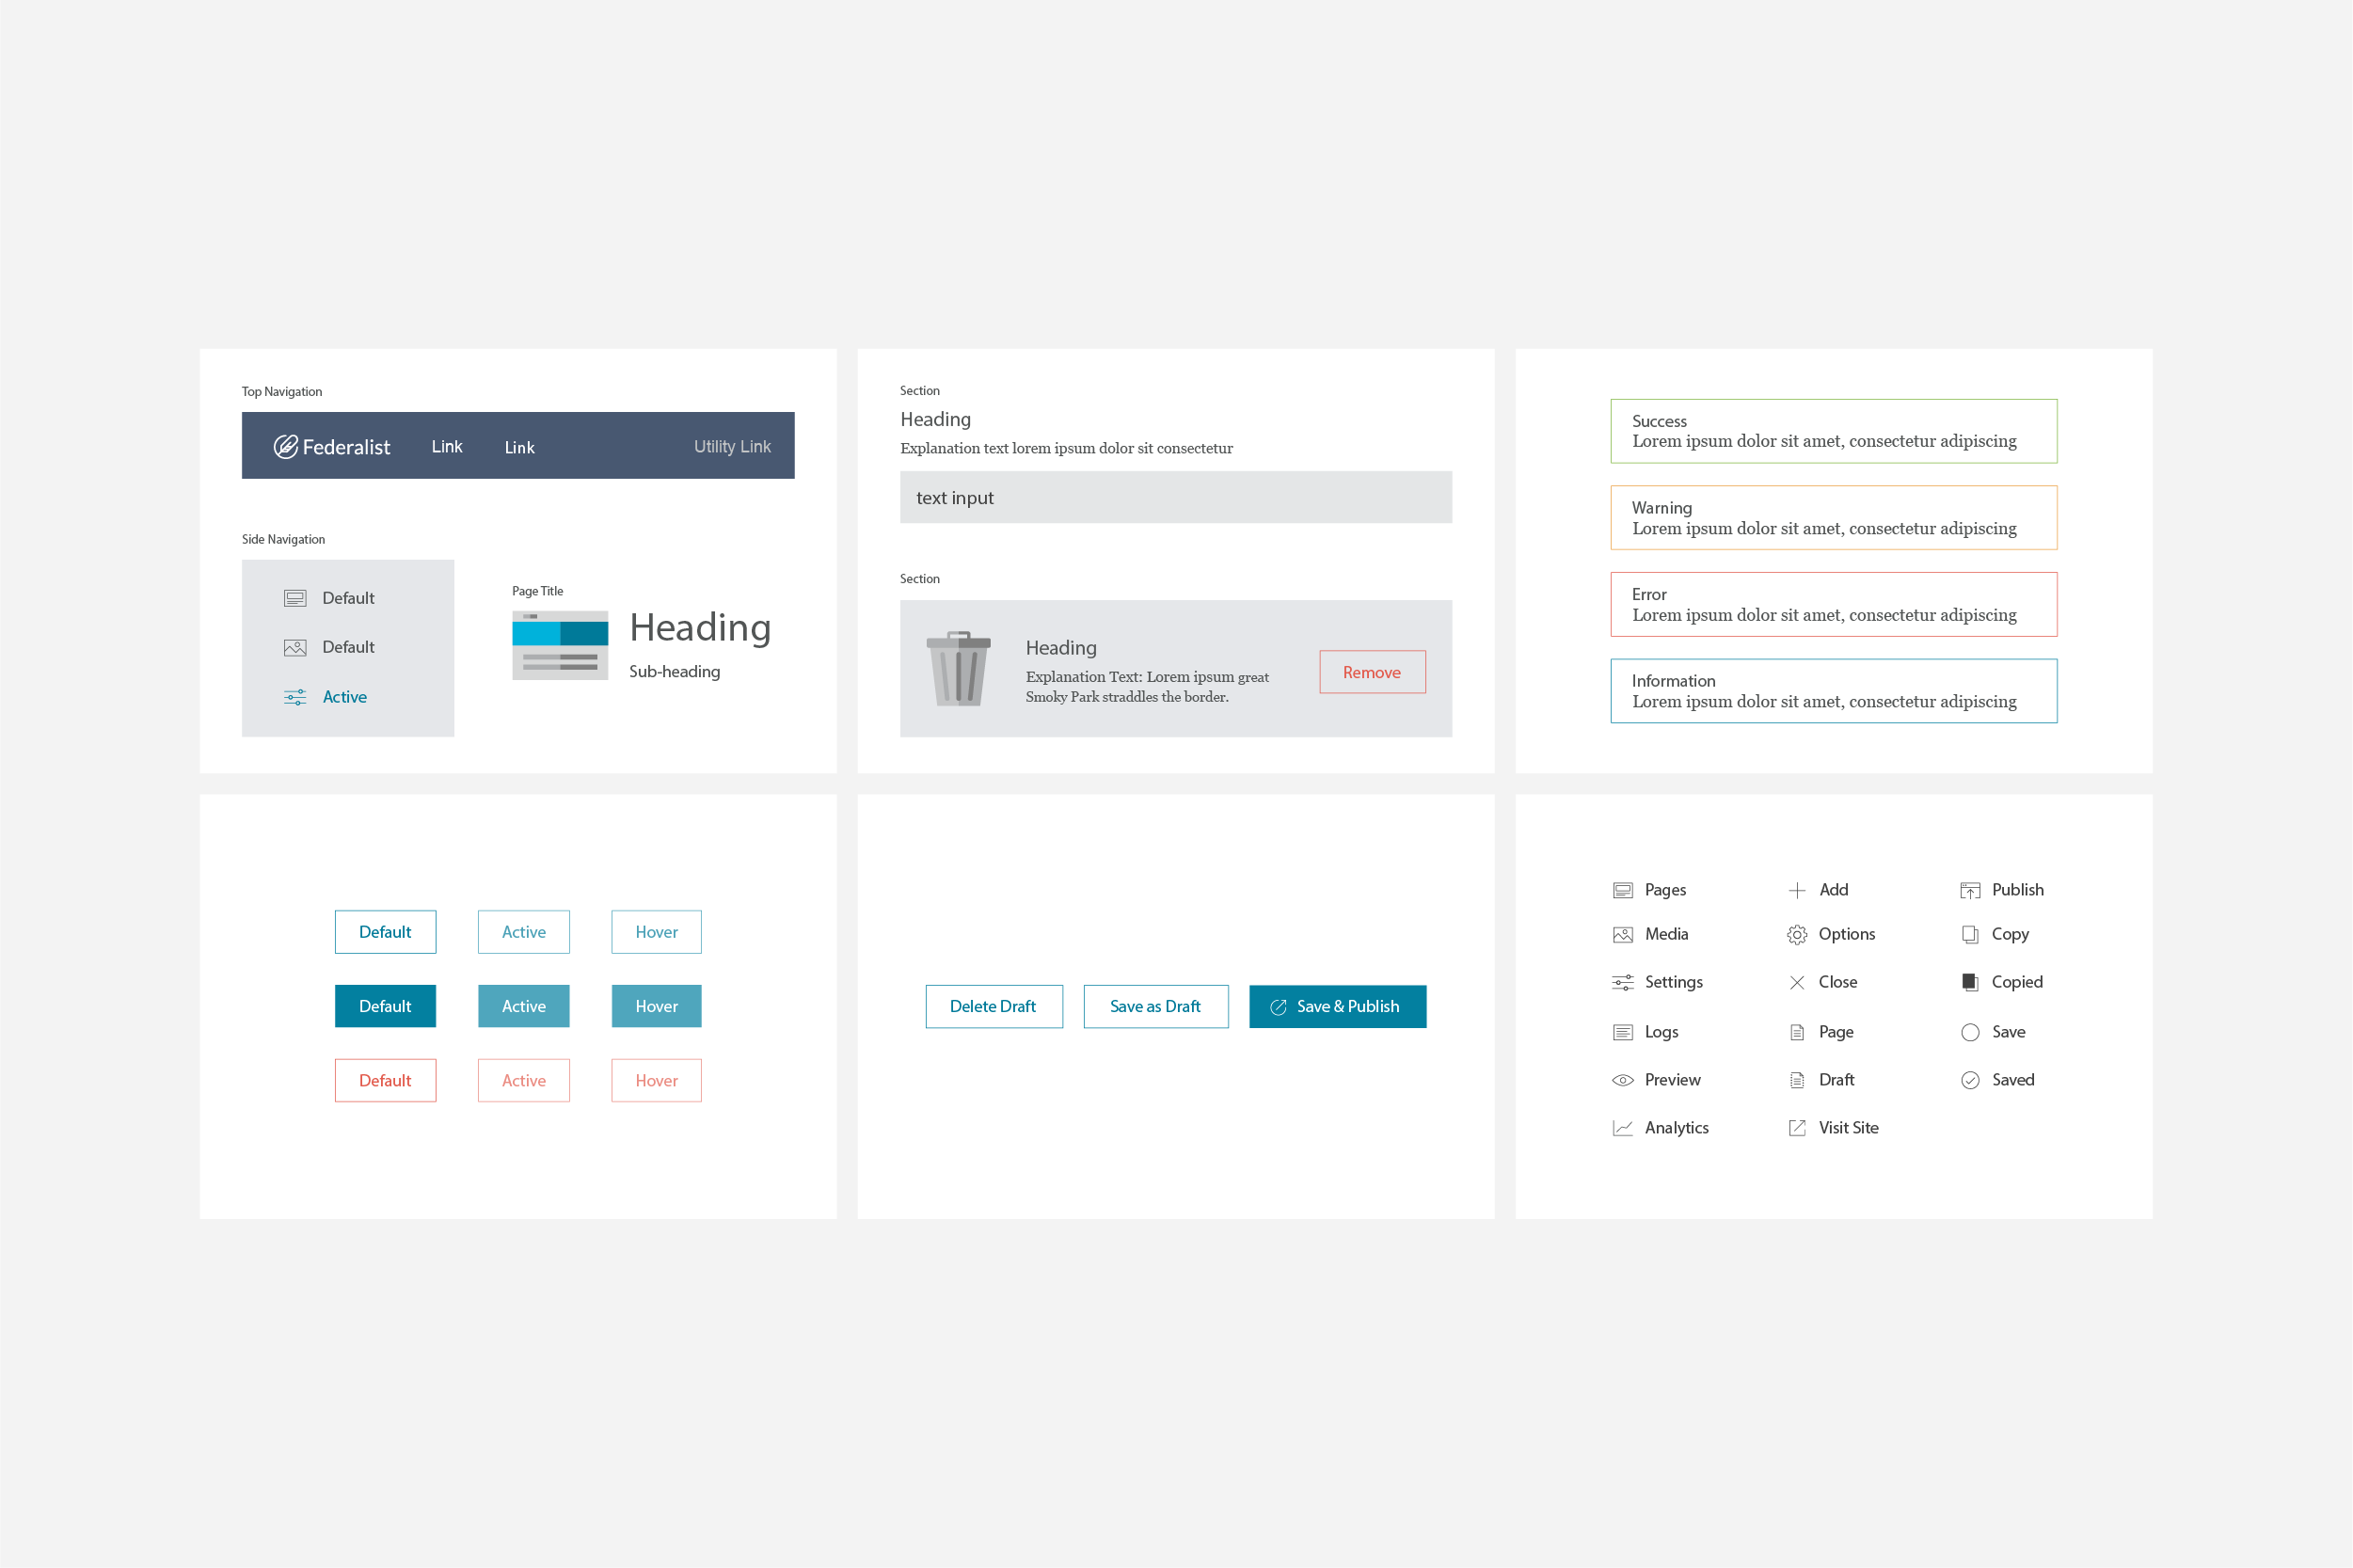 Top Navigation
Federalist Link Link Utility Link
Side Navigation
Default
Default
Active
Page Title
Heading
Sub-heading
Section
Heading
Explanation text lorem ipsum dolor sit consectetur
text input
Section
Heading
Explanation Text: Lorem ipsum great
Smoky Park straddles the border.
Remove
Success
Lorem ipsum dolor sit amet, consectetur adipiscing
Warning
Lorem ipsum dolor sit amet, consectetur adipiscing
Error
Lorem ipsum dolor sit amet, consectetur adipiscing
Information
Lorem ipsum dolor sit amet, consectetur adipiscing
Default Active Hover
Default Active Hover
Default Active Hover
Delete Draft Save as Draft Save & Publish
Pages Add Publish
Media Options Copy
Settings Close Copied
Logs Page Save
Preview Draft Saved
Analytics Visit Site